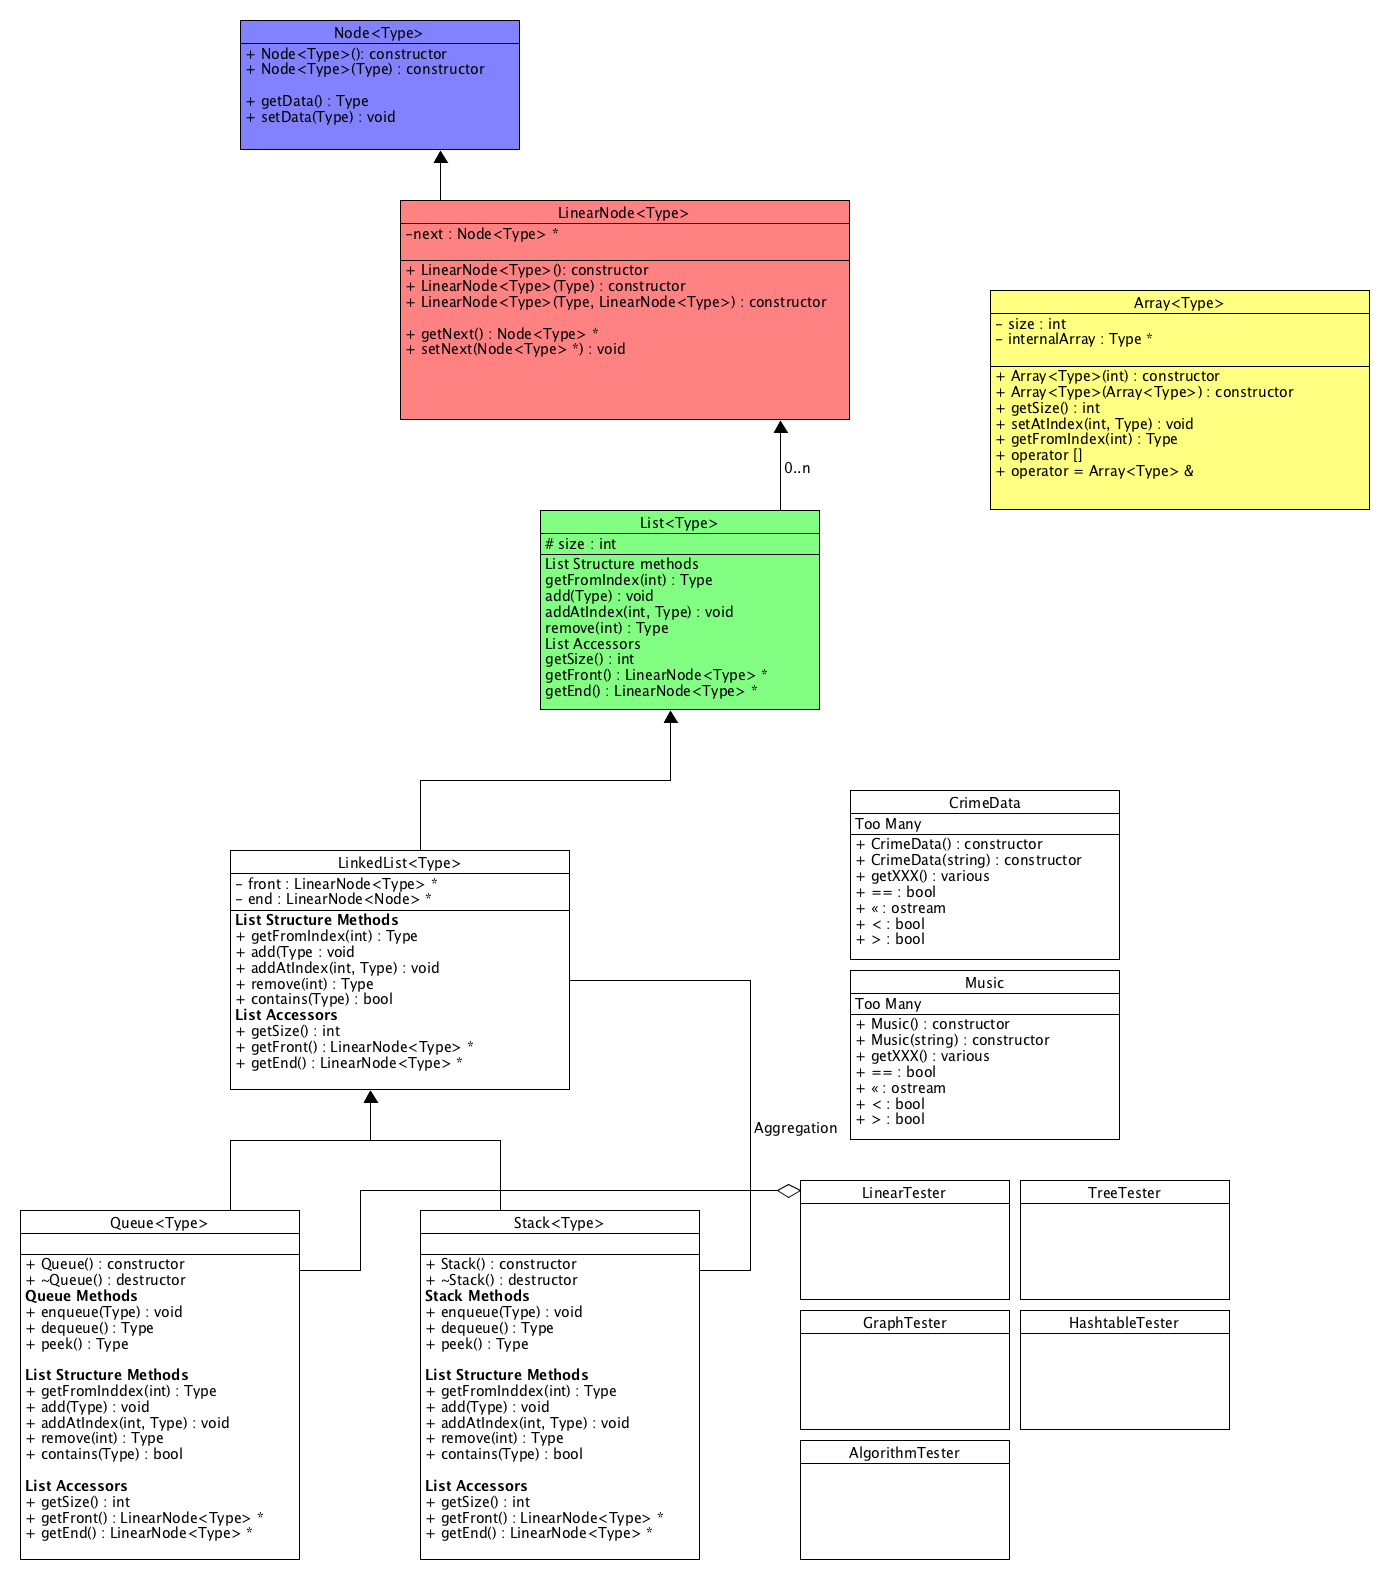 Node<Type>
+ Node<Type>(): constructor
+ Node<Type>(Type) : constructor
+ getData() : Type
+ setData(Type) : void
LinearNode<Type>
-next : Node<Type> *
+ LinearNode<Type>(): constructor
+ LinearNode<Type>(Type) : constructor
+ LinearNode<Type>(Type, LinearNode<Type>) : constructor
+ getNext() : Node<Type> *
+ setNext(Node<Type> *) : void
Array<Type>
- size : int
- internalArray : Type *
+ Array<Type>(int) : constructor
+ Array<Type>(Array<Type>) : constructor
+ getSize() : int
+ setAtIndex(int, Type) : void
+ getFromIndex(int) : Type
+ operator []
+ operator = Array<Type> &
0..n
List<Type>
# size : int
List Structure methods
getFromIndex(int) : Type
add(Type) : void
addAtIndex(int, Type) : void
remove(int) : Type
List Accessors
getSize() : int
getFront() : LinearNode<Type> *
getEnd() : LinearNode<Type> *
LinkedList<Type>
- front : LinearNode<Type> *
- end : LinearNode<Node> *
List Structure Methods
+ getFromIndex(int) : Type
+ add(Type : void
+ addAtIndex(int, Type) : void
+ remove(int) : Type
+ contains(Type) : bool
List Accessors
+ getSize() : int
+ getFront() : LinearNode<Type> *
+ getEnd() : LinearNode<Type> *
CrimeData
Too Many
+ CrimeData() : constructor
+ CrimeData(string) : constructor
+ getXXX() : various
+ == : bool
+ « : ostream
+ < : bool
+ > : bool
Music
Too Many
+ Music() : constructor
+ Music(string) : constructor
+ getXXX() : various
+ == : bool
+ « : ostream
+ < : bool
+ > : bool
Aggregation
Queue<Type>
+ Queue() : constructor
+ ~Queue() : destructor
Queue Methods
+ enqueue(Type) : void
+ dequeue() : Type
+ peek() : Type
List Structure Methods
+ getFromInddex(int) : Type
+ add(Type) : void
+ addAtIndex(int, Type) : void
+ remove(int) : Type
+ contains(Type) : bool
List Accessors
+ getSize() : int
+ getFront() : LinearNode<Type> *
+ getEnd() : LinearNode<Type> *
Stack<Type>
+ Stack() : constructor
+ ~Stack() : destructor
Stack Methods
+ enqueue(Type) : void
+ dequeue() : Type
+ peek() : Type
List Structure Methods
+ getFromInddex(int) : Type
+ add(Type) : void
+ addAtIndex(int, Type) : void
+ remove(int) : Type
+ contains(Type) : bool
List Accessors
+ getSize() : int
+ getFront() : LinearNode<Type> *
+ getEnd() : LinearNode<Type> *
LinearTester
TreeTester
GraphTester
HashtableTester
AlgorithmTester